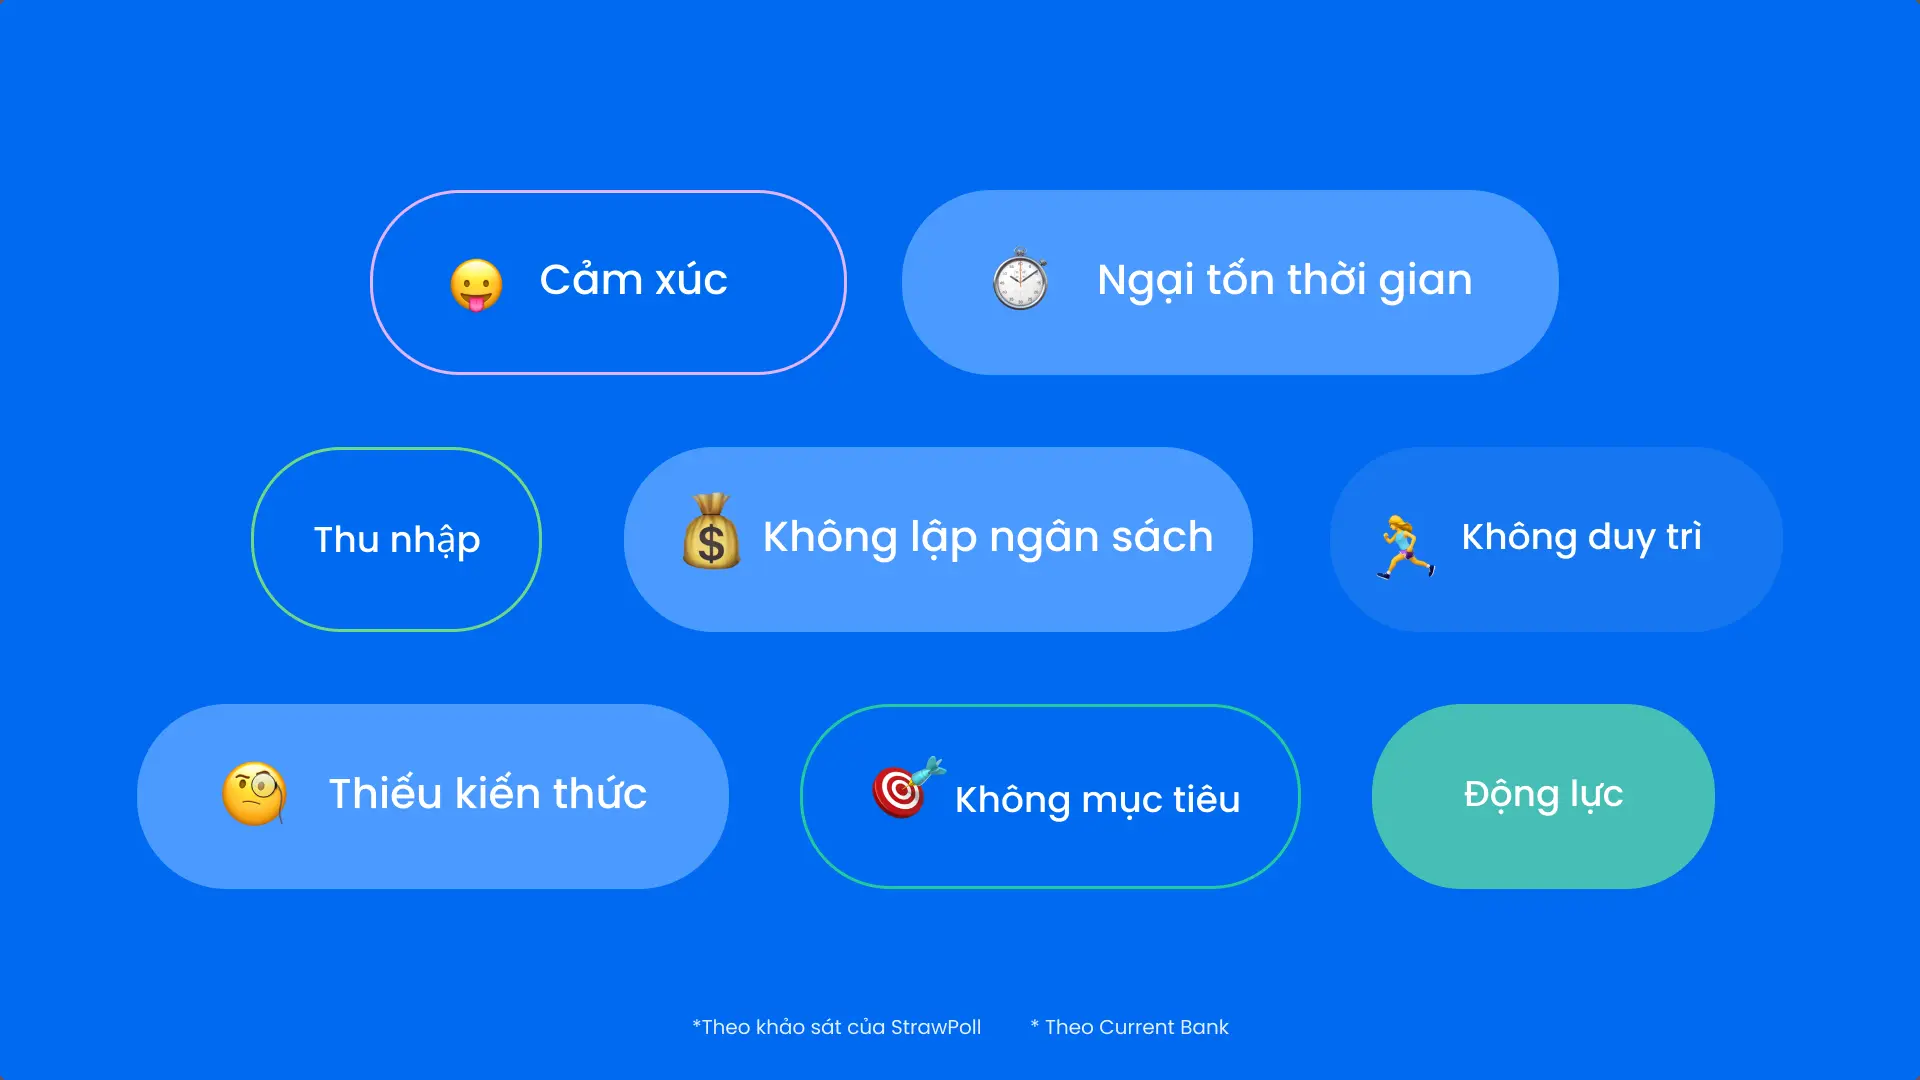 Cảm xúc
Ngại tốn thời gian
Thu nhập
$ Không lập ngân sách
Không duy trì
Thiếu kiến thức
Không mục tiêu
Động lực
*Theo khảo sát của StrawPoll
* Theo Current Bank